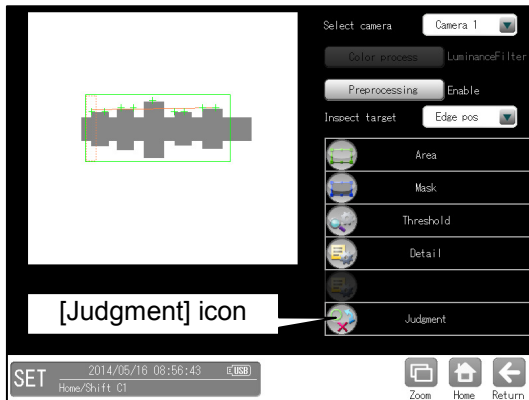 Select camera Camera 1
Color process LuminanceFilter
Preprocessing Enable
Inspect target Edge pos
Area
Mask
Threshold
Detail
[Judgment] icon
Judgment
SET 2014/05/16 08:56:43 USB
Home/Shift C1
Zoom Home Return